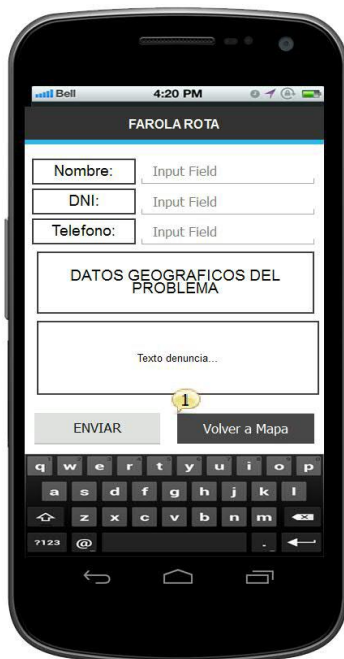 Bell 4:20 PM
FAROLA ROTA
Nombre: Input Field
DNI: Input Field
Telefono: Input Field
DATOS GEOGRAFICOS DEL
PROBLEMA
Texto denuncia...
1
ENVIAR Volver a Mapa
q w e r t y u i o p
a s d f g h j k l
z x c v b n m
?123 @ .